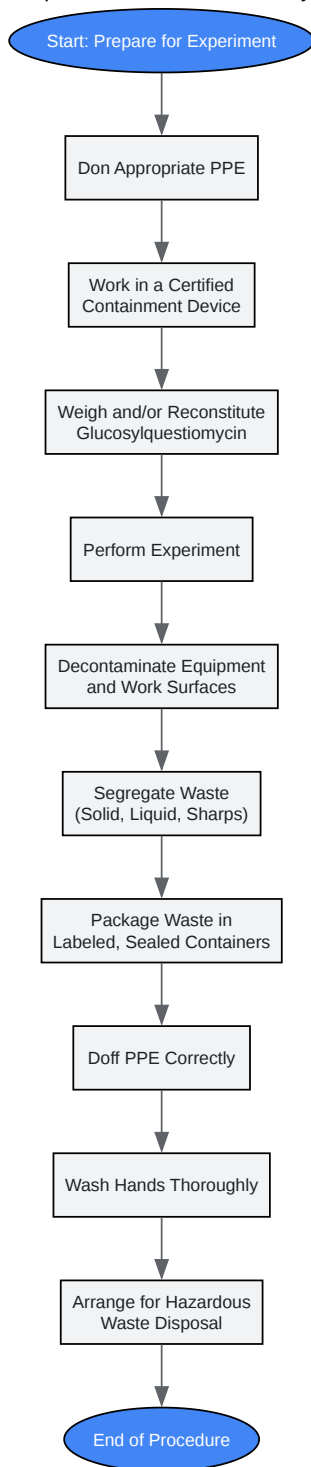 Start: Prepare for Experiment
Don Appropriate PPE
Work in a Certified
Containment Device
Weigh and/or Reconstitute
Glucosylquestiomycin
Perform Experiment
Decontaminate Equipment
and Work Surfaces
Segregate Waste
(Solid, Liquid, Sharps)
Package Waste in
Labeled, Sealed Containers
Doff PPE Correctly
Wash Hands Thoroughly
Arrange for Hazardous
Waste Disposal
End of Procedure